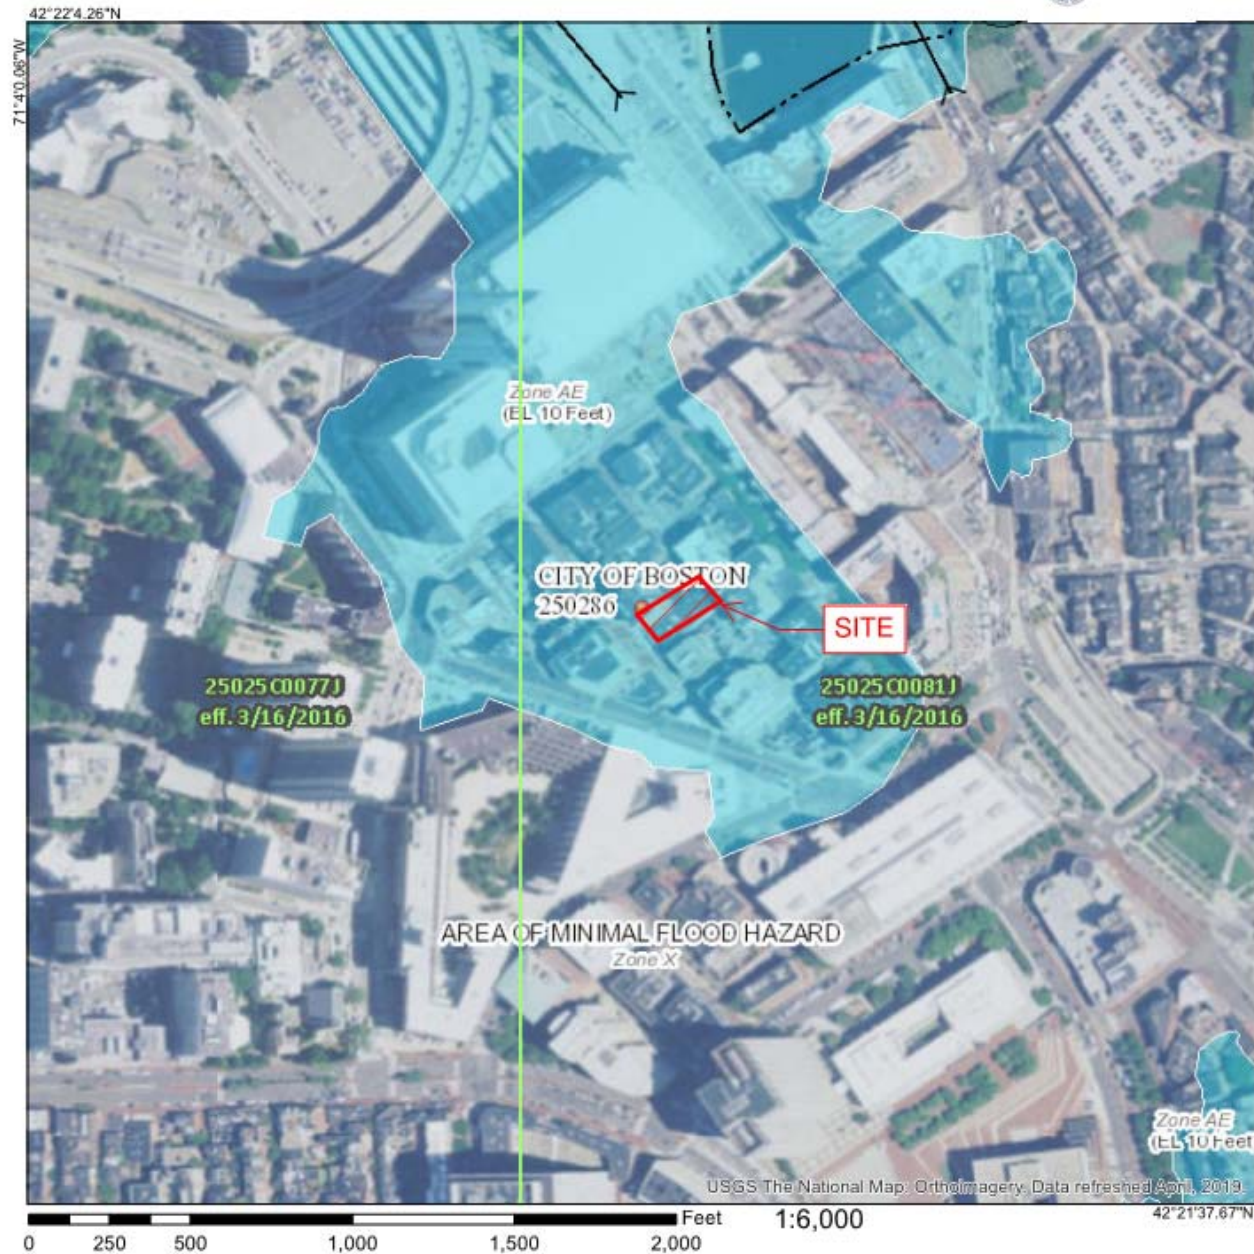 42°22'4.26"N
71°4'0.06"W
Zone AE
(EL 10 Feet)
CITY OF BOSTON
250286
SITE
25025C0077J
eff. 3/16/2016
25025C0081J
eff. 3/16/2016
AREA OF MINIMAL FLOOD HAZARD
Zone X
Zone AE
(EL 10 Feet
USGS The National Map: Orthoimagery. Data refreshed April, 2019.
Feet
1:6,000
42°21'37.67"N
0 250 500 1,000 1,500 2,000